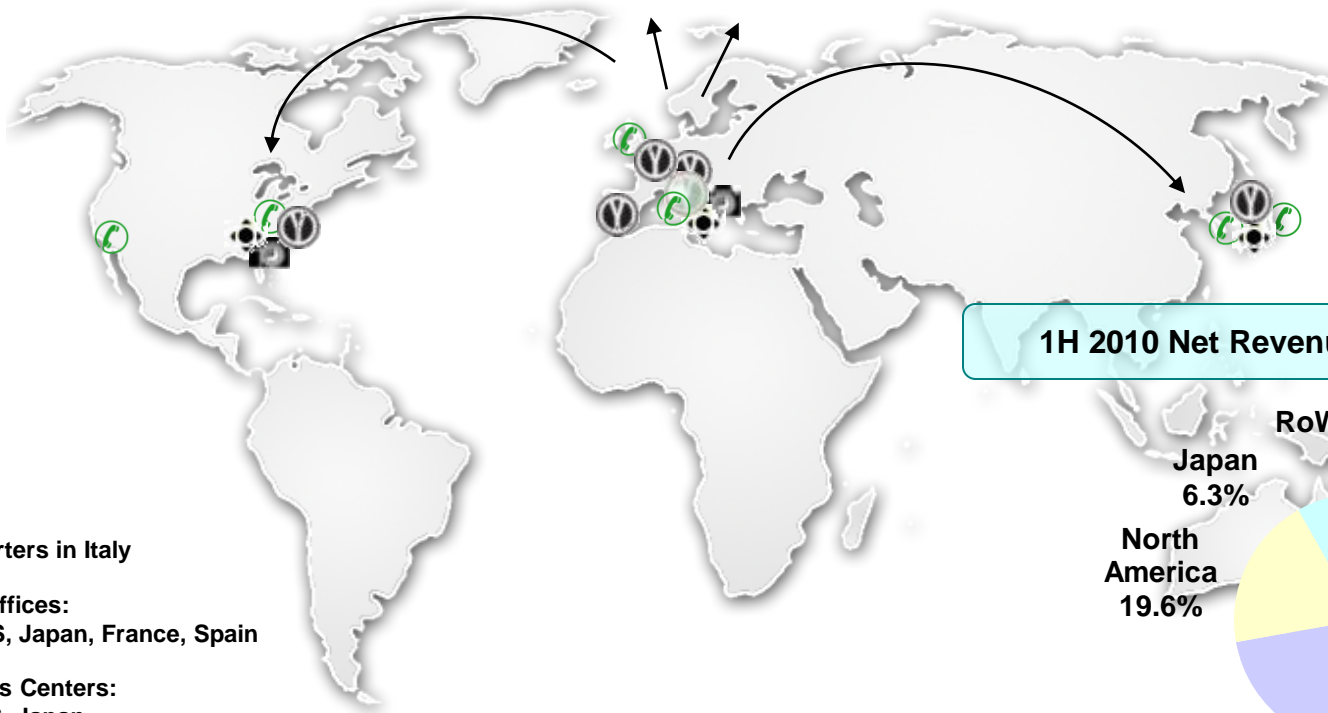 1H 2010 Net Revenu
RoW
Japan
6.3%
North
America
19.6%
rters in Italy
ffices:
S, Japan, France, Spain
s Centers:
Japan